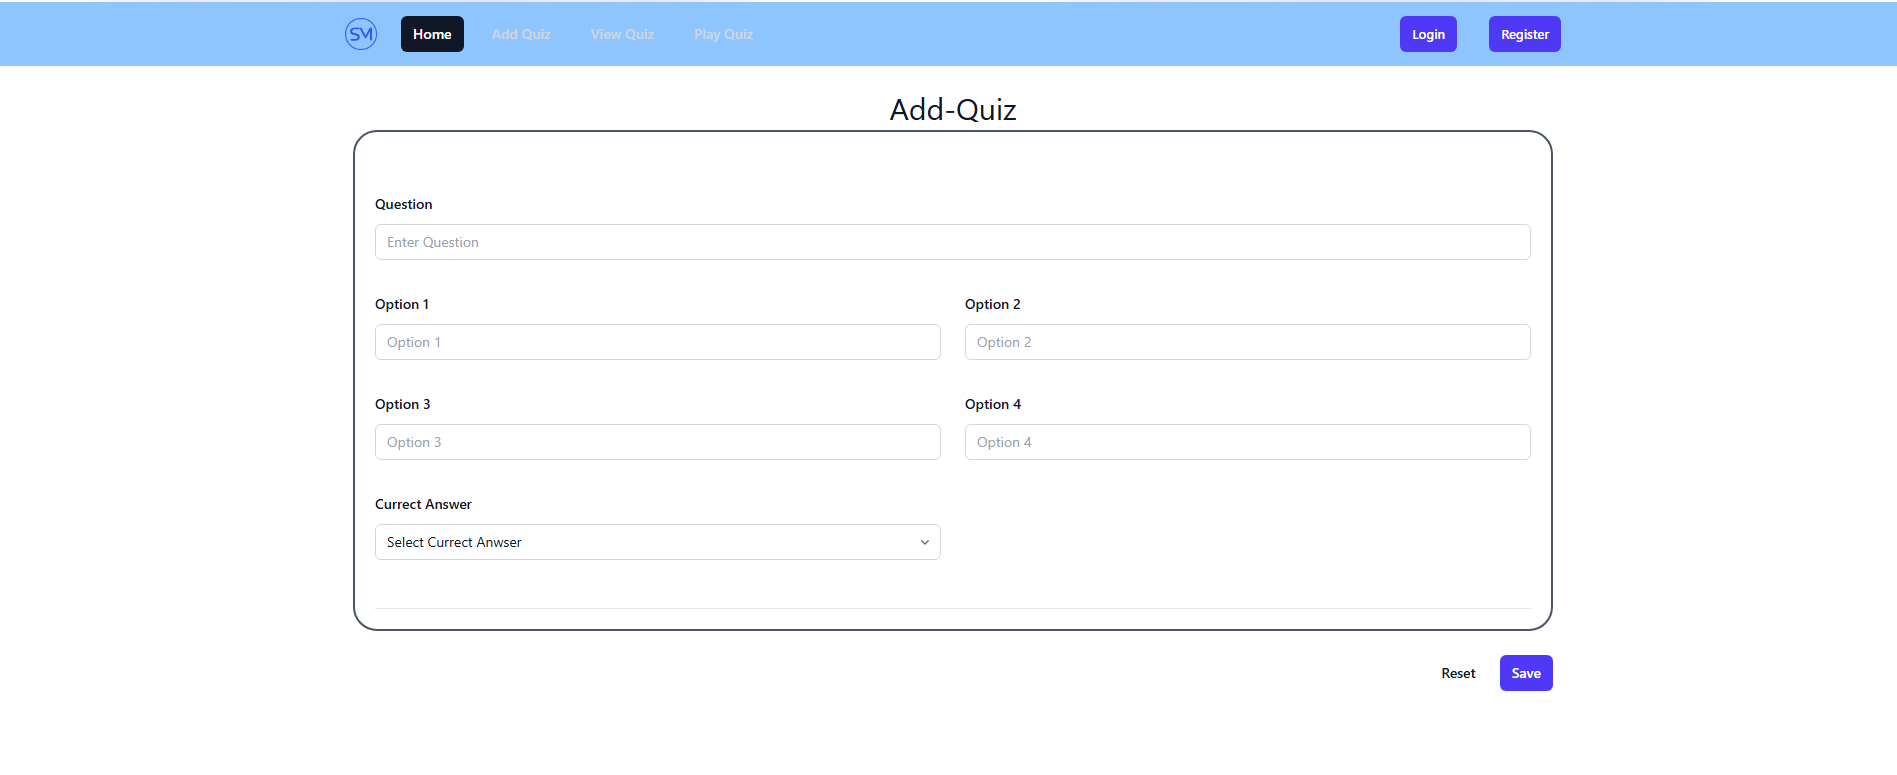 SM Home Add Quiz View Quiz Play Quiz Login Register
Add-Quiz
Question
Enter Question
Option 1 Option 2
Option 1 Option 2
Option 3 Option 4
Option 3 Option 4
Currect Answer
Select Currect Anwser
Reset Save